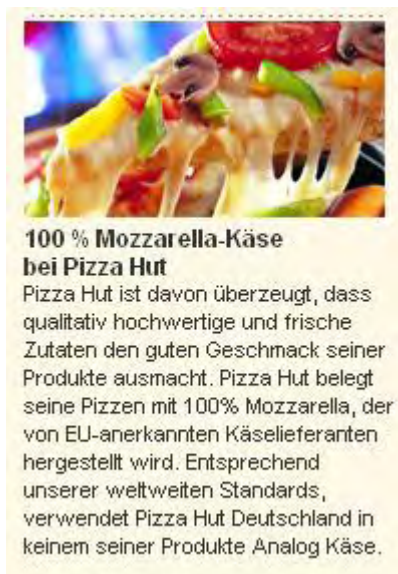 100 % Mozzarella-Käse
bei Pizza Hut
Pizza Hut ist davon überzeugt, dass
qualitativ hochwertige und frische
Zutaten den guten Geschmack seiner
Produkte ausmacht. Pizza Hut belegt
seine Pizzen mit 100% Mozzarella, der
von EU-anerkannten Käselieferanten
hergestellt wird. Entsprechend
unserer weltweiten Standards,
verwendet Pizza Hut Deutschland in
keinem seiner Produkte Analog Käse.